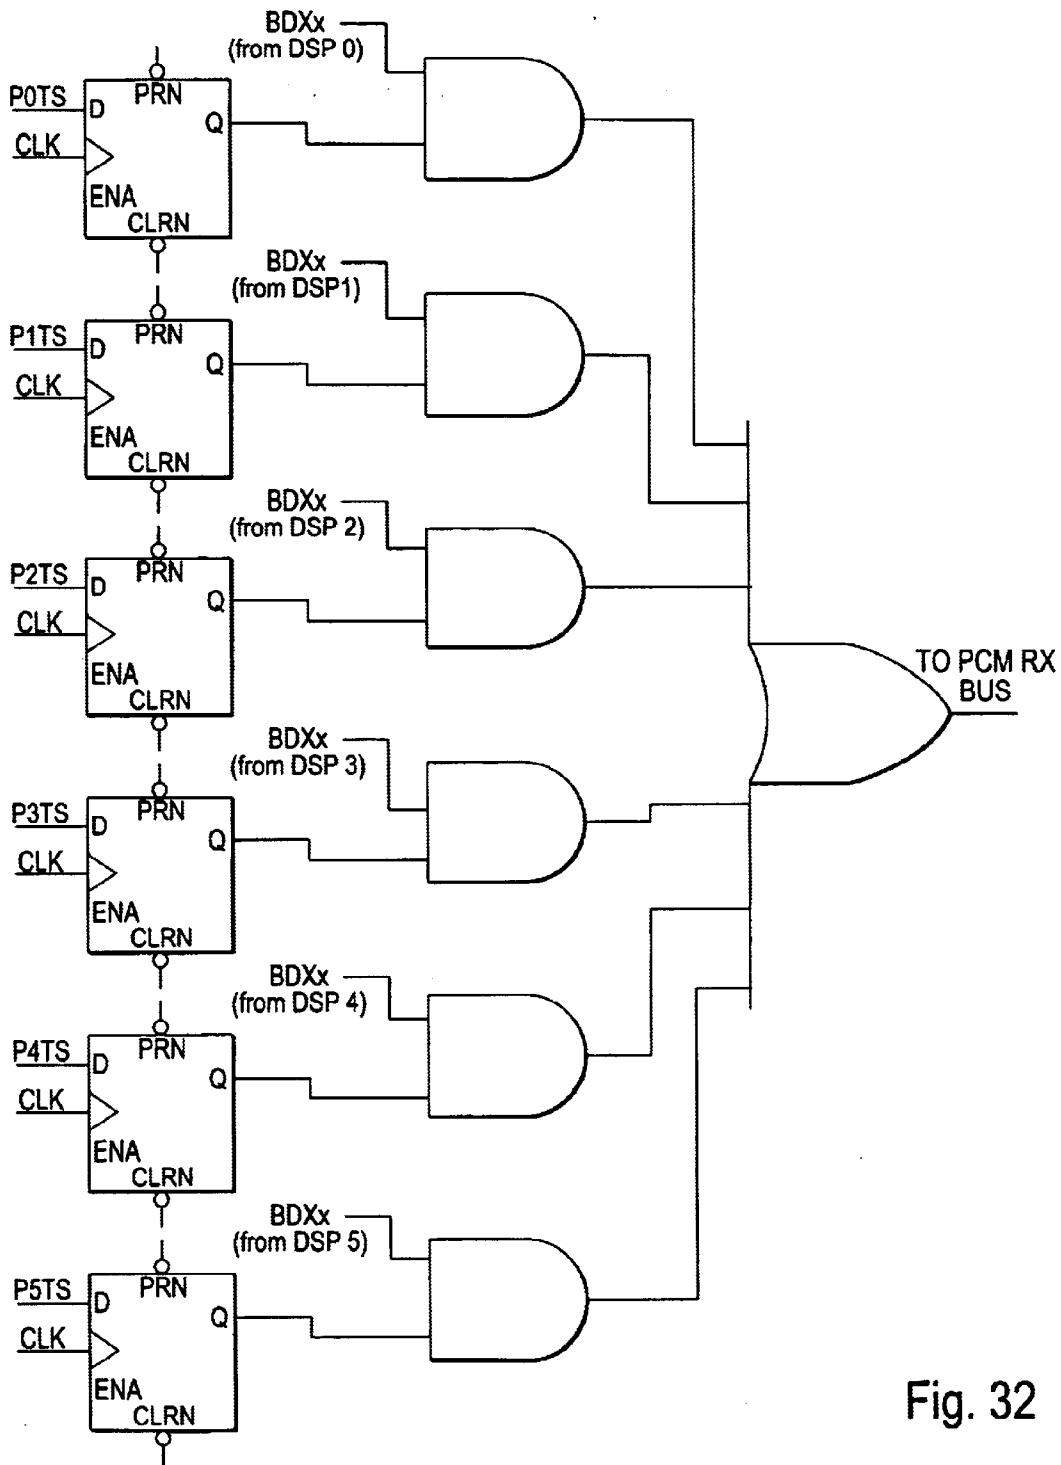 BDXx
(from DSP 0)
P0TS
D
PRN
Q
CLK
ENA
CLRN
BDXx
(from DSP1)
P1TS
D
PRN
Q
CLK
ENA
CLRN
BDXx
(from DSP 2)
P2TS
D
PRN
Q
CLK
ENA
CLRN
TO PCM RX
BUS
BDXx
(from DSP 3)
P3TS
D
PRN
Q
CLK
ENA
CLRN
BDXx
(from DSP 4)
P4TS
D
PRN
Q
CLK
ENA
CLRN
BDXx
(from DSP 5)
P5TS
D
PRN
Q
CLK
ENA
CLRN
Fig. 32